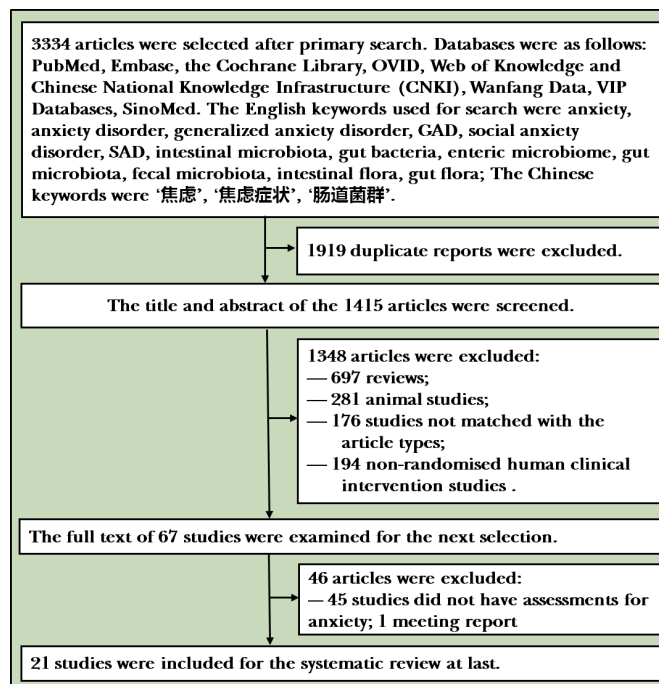 3334 articles were selected after primary search. Databases were as follows:
PubMed, Embase, the Cochrane Library, OVID, Web of Knowledge and
Chinese National Knowledge Infrastructure (CNKI), Wanfang Data, VIP
Databases, SinoMed. The English keywords used for search were anxiety,
anxiety disorder, generalized anxiety disorder, GAD, social anxiety
disorder, SAD, intestinal microbiota, gut bacteria, enteric microbiome, gut
microbiota, fecal microbiota, intestinal flora, gut flora; The Chinese
keywords were ‘焦虑’, ‘焦虑症状’, ‘肠道菌群’.
1919 duplicate reports were excluded.
The title and abstract of the 1415 articles were screened.
1348 articles were excluded:
— 697 reviews;
— 281 animal studies;
— 176 studies not matched with the
article types;
— 194 non-randomised human clinical
intervention studies .
The full text of 67 studies were examined for the next selection.
46 articles were excluded:
— 45 studies did not have assessments for
anxiety; 1 meeting report
21 studies were included for the systematic review at last.